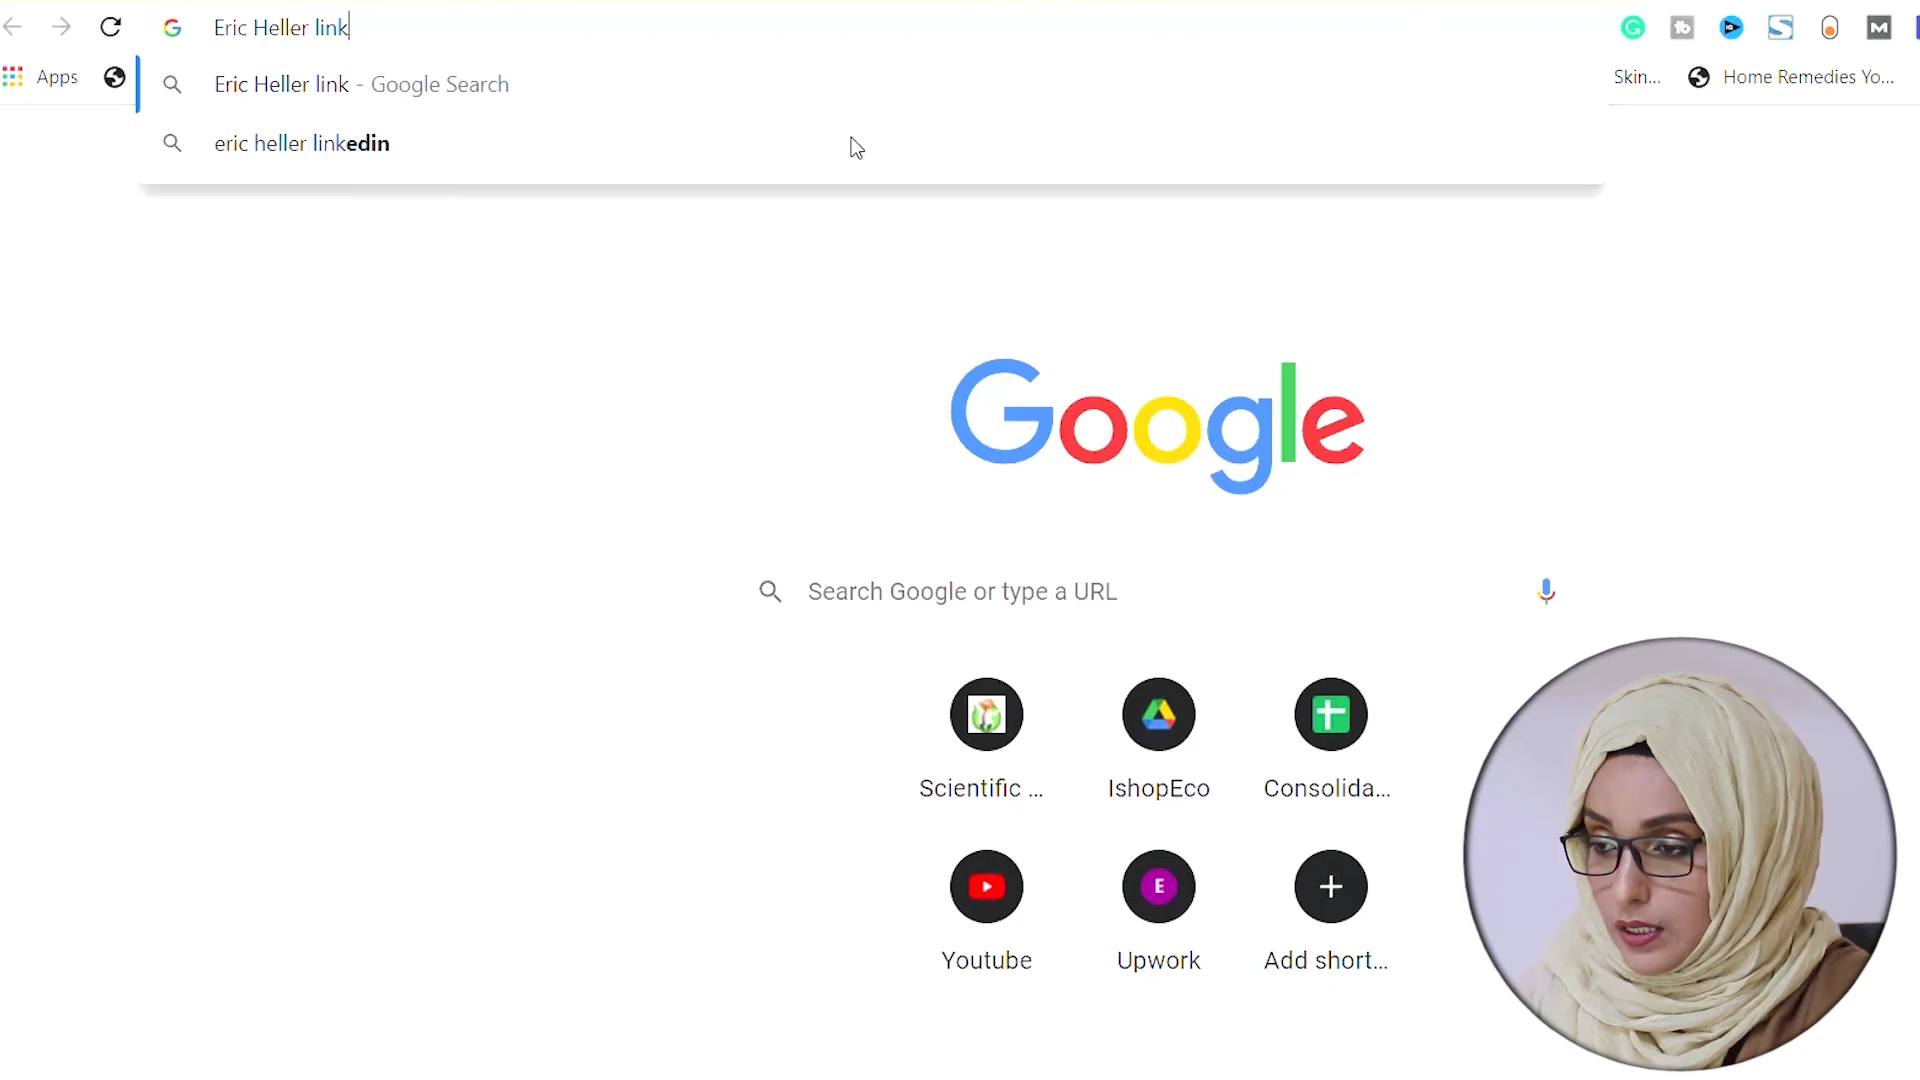 Eric Heller link
Apps
Eric Heller link - Google Search
Skin...
Home Remedies Yo...
eric heller linkedin
Google
Search Google or type a URL
Scientific ...
IshopEco
Consolida...
E
Youtube
Upwork
Add short...